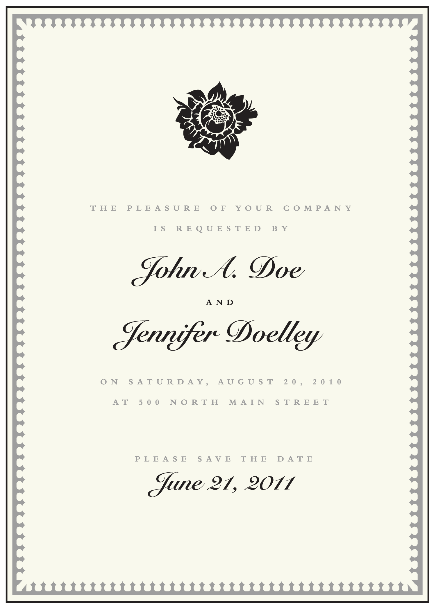 THE PLEASURE OF YOUR COMPANY
IS REQUESTED BY
John A. Doe
AND
Jennifer Doelley
ON SATURDAY, AUGUST 20, 2010
AT 500 NORTH MAIN STREET
PLEASE SAVE THE DATE
June 21, 2011